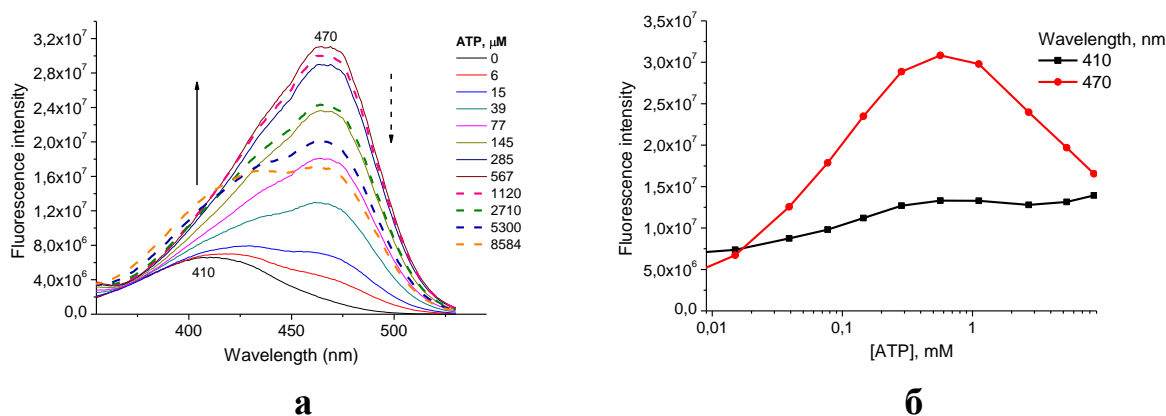 3,2x10⁷
2,8x10⁷
2,4x10⁷
2,0x10⁷
1,6x10⁷
1,2x10⁷
8,0x10⁶
4,0x10⁶
0,0
Fluorescence intensity
470
410
400
450
500
Wavelength (nm)
ATP, μM
0
6
15
39
77
145
285
567
1120
2710
5300
8584
а
3,5x10⁷
3,0x10⁷
2,5x10⁷
2,0x10⁷
1,5x10⁷
1,0x10⁷
5,0x10⁶
0,0
Fluorescence intensity
Wavelength, nm
410
470
0,01
0,1
1
[ATP], mM
б